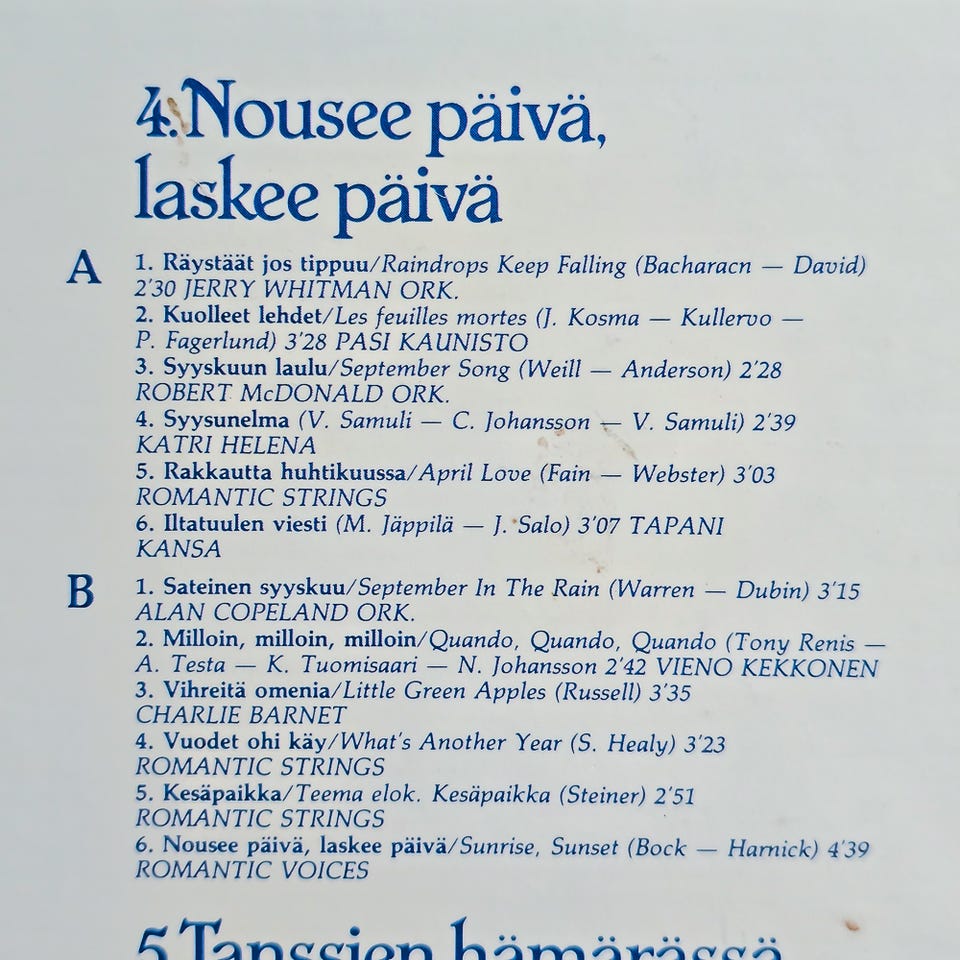 4. Nousee päivä,
laskee päivä
A
1. Räystäät jos tippuu/Raindrops Keep Falling (Bacharacn — David)
2'30 JERRY WHITMAN ORK.
2. Kuolleet lehdet/Les feuilles mortes (J. Kosma — Kullervo —
P. Fagerlund) 3'28 PASI KAUNISTO
3. Syyskuun laulu/September Song (Weill — Anderson) 2'28
ROBERT McDONALD ORK.
4. Syysunelma (V. Samuli — C. Johansson — V. Samuli) 2'39
KATRI HELENA
5. Rakkautta huhtikuussa/April Love (Fain — Webster) 3'03
ROMANTIC STRINGS
6. Iltatuulen viesti (M. Jäppilä — J. Salo) 3'07 TAPANI
KANSA
B
1. Sateinen syyskuu/September In The Rain (Warren — Dubin) 3'15
ALAN COPELAND ORK.
2. Milloin, milloin, milloin/Quando, Quando, Quando (Tony Renis —
A. Testa — K. Tuomisaari — N. Johansson 2'42 VIENO KEKKONEN
3. Vihreitä omenia/Little Green Apples (Russell) 3'35
CHARLIE BARNET
4. Vuodet ohi käy/What's Another Year (S. Healy) 3'23
ROMANTIC STRINGS
5. Kesäpaikka/Teema elok. Kesäpaikka (Steiner) 2'51
ROMANTIC STRINGS
6. Nousee päivä, laskee päivä/Sunrise, Sunset (Bock — Harnick) 4'39
ROMANTIC VOICES
5. Tanssien hämärässä